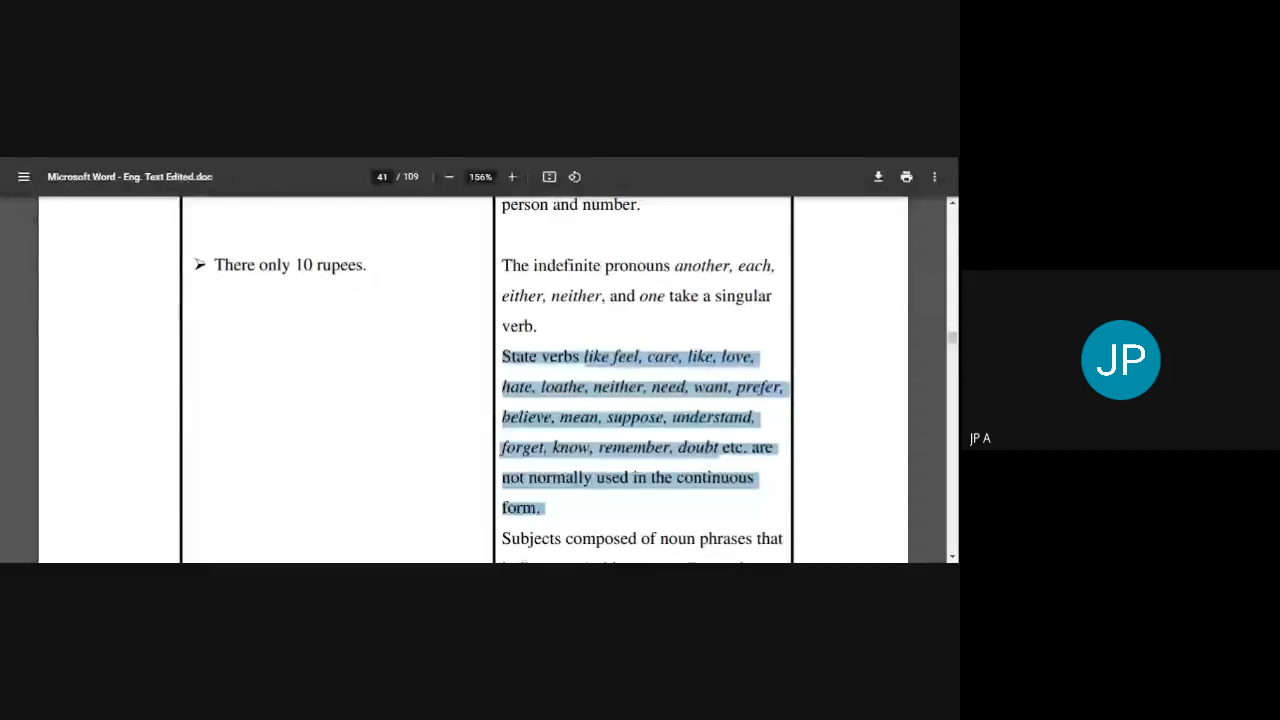 Microsoft Word - Eng. Text Edited.doc
41 / 109
156%
person and number.
➢ There only 10 rupees.
The indefinite pronouns another, each,
either, neither, and one take a singular
verb.
State verbs like feel, care, like, love,
hate, loathe, neither, need, want, prefer,
believe, mean, suppose, understand,
forget, know, remember, doubt etc. are
not normally used in the continuous
form.
Subjects composed of noun phrases that
JP
JP A